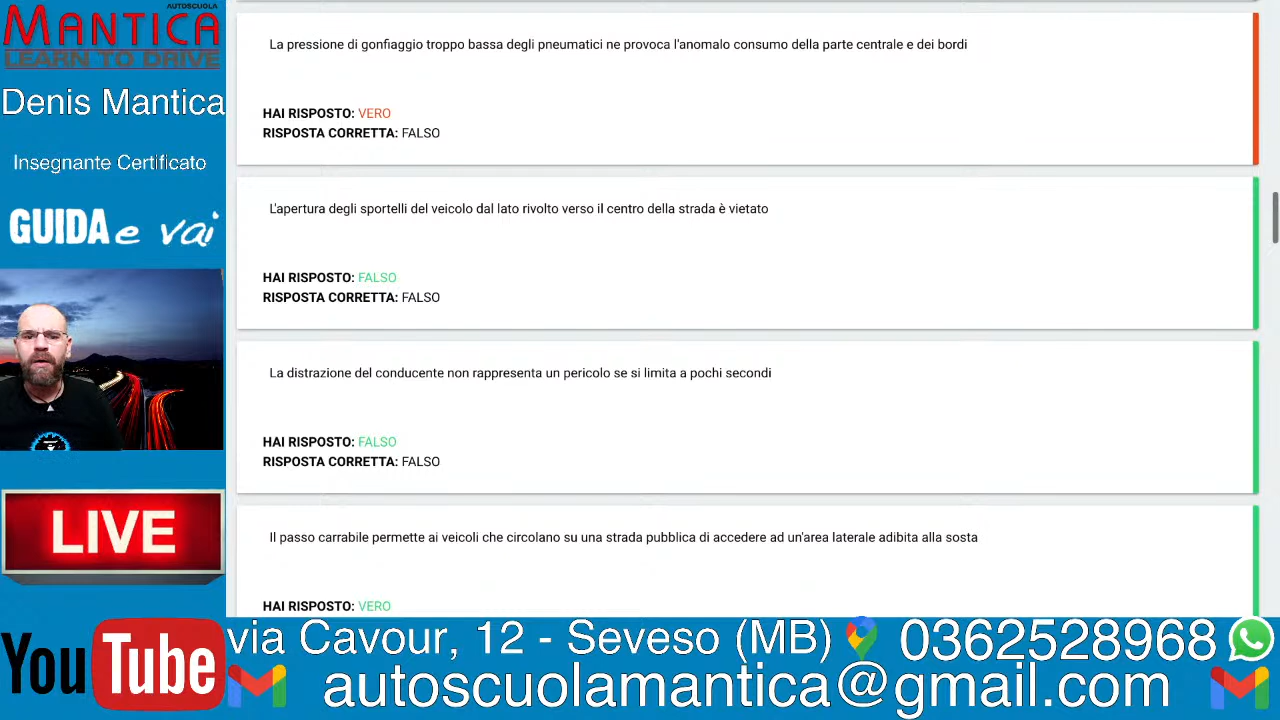 AUTOSCUOLA
MANTICA
LEARN TO DRIVE
Denis Mantica
Insegnante Certificato
GUIDA e vai
LIVE
YouTube
La pressione di gonfiaggio troppo bassa degli pneumatici ne provoca l'anomalo consumo della parte centrale e dei bordi
HAI RISPOSTO: VERO
RISPOSTA CORRETTA: FALSO
L'apertura degli sportelli del veicolo dal lato rivolto verso il centro della strada è vietato
HAI RISPOSTO: FALSO
RISPOSTA CORRETTA: FALSO
La distrazione del conducente non rappresenta un pericolo se si limita a pochi secondi
HAI RISPOSTO: FALSO
RISPOSTA CORRETTA: FALSO
Il passo carrabile permette ai veicoli che circolano su una strada pubblica di accedere ad un'area laterale adibita alla sosta
HAI RISPOSTO: VERO
via Cavour, 12 - Seveso (MB) 0362528968
autoscuolamantica@gmail.com